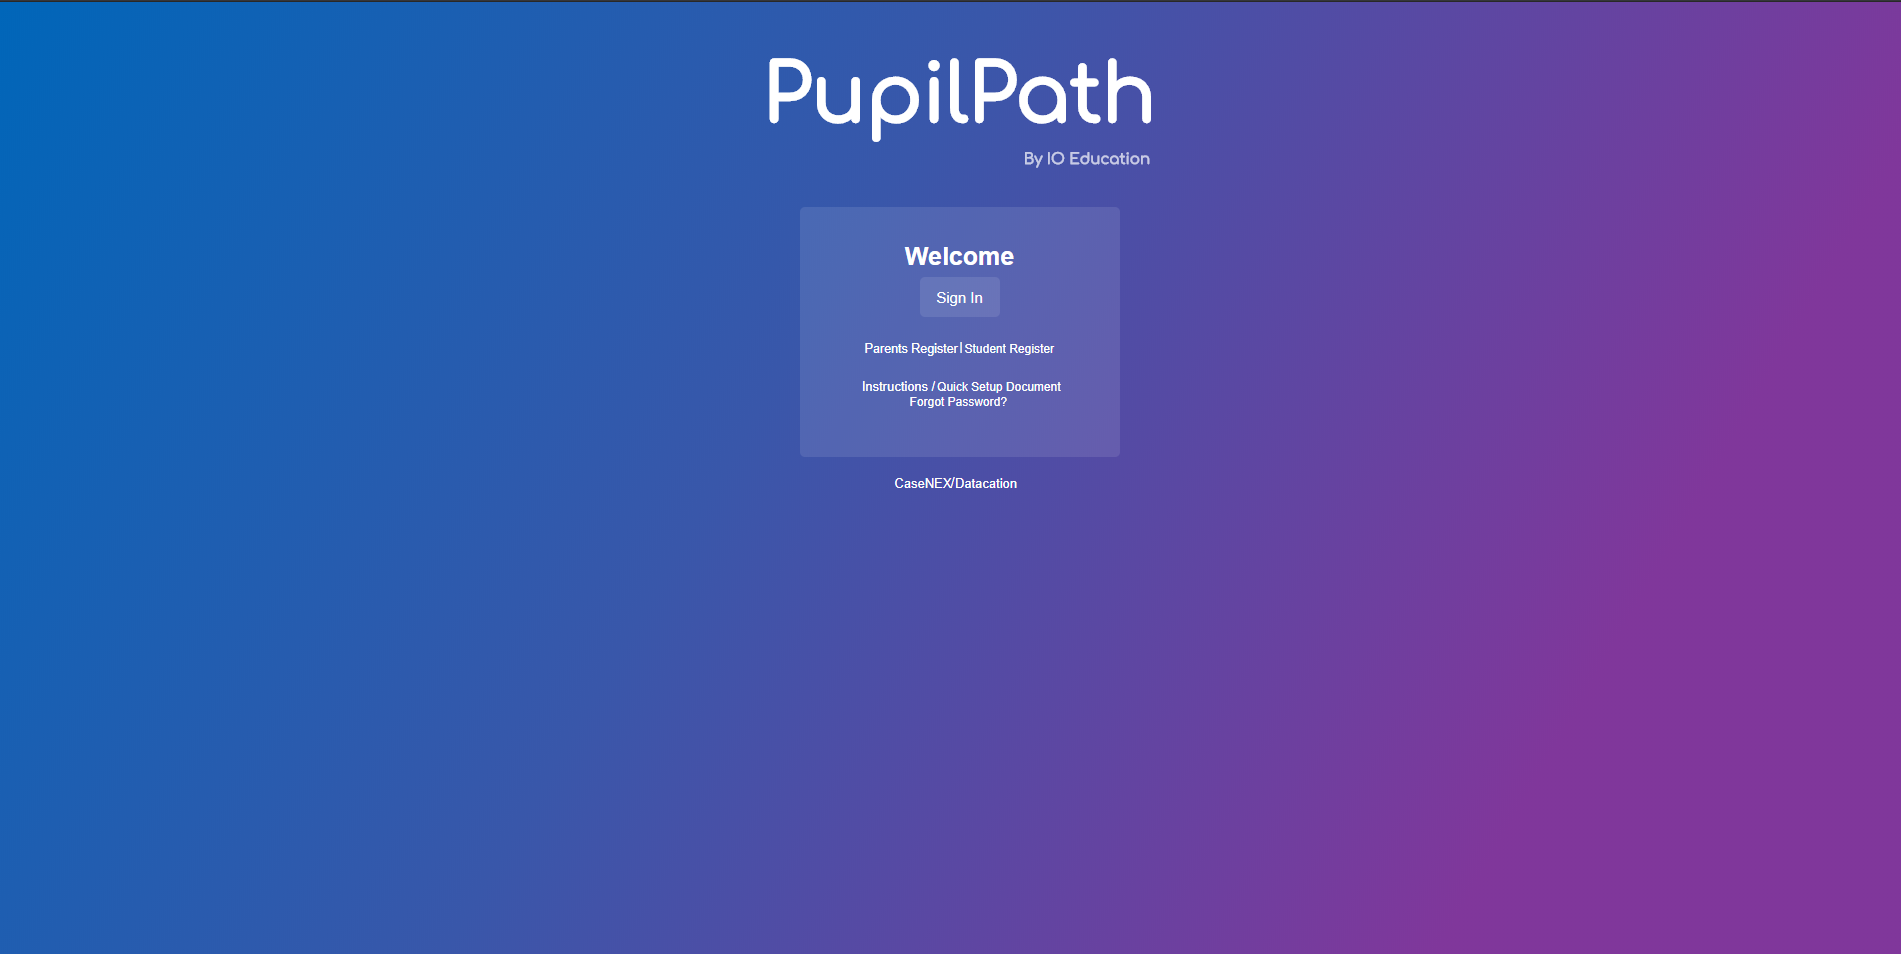 PupilPath
By IO Education
Welcome
Sign In
Parents Register|Student Register
Instructions / Quick Setup Document
Forgot Password?
CaseNEX/Datacation